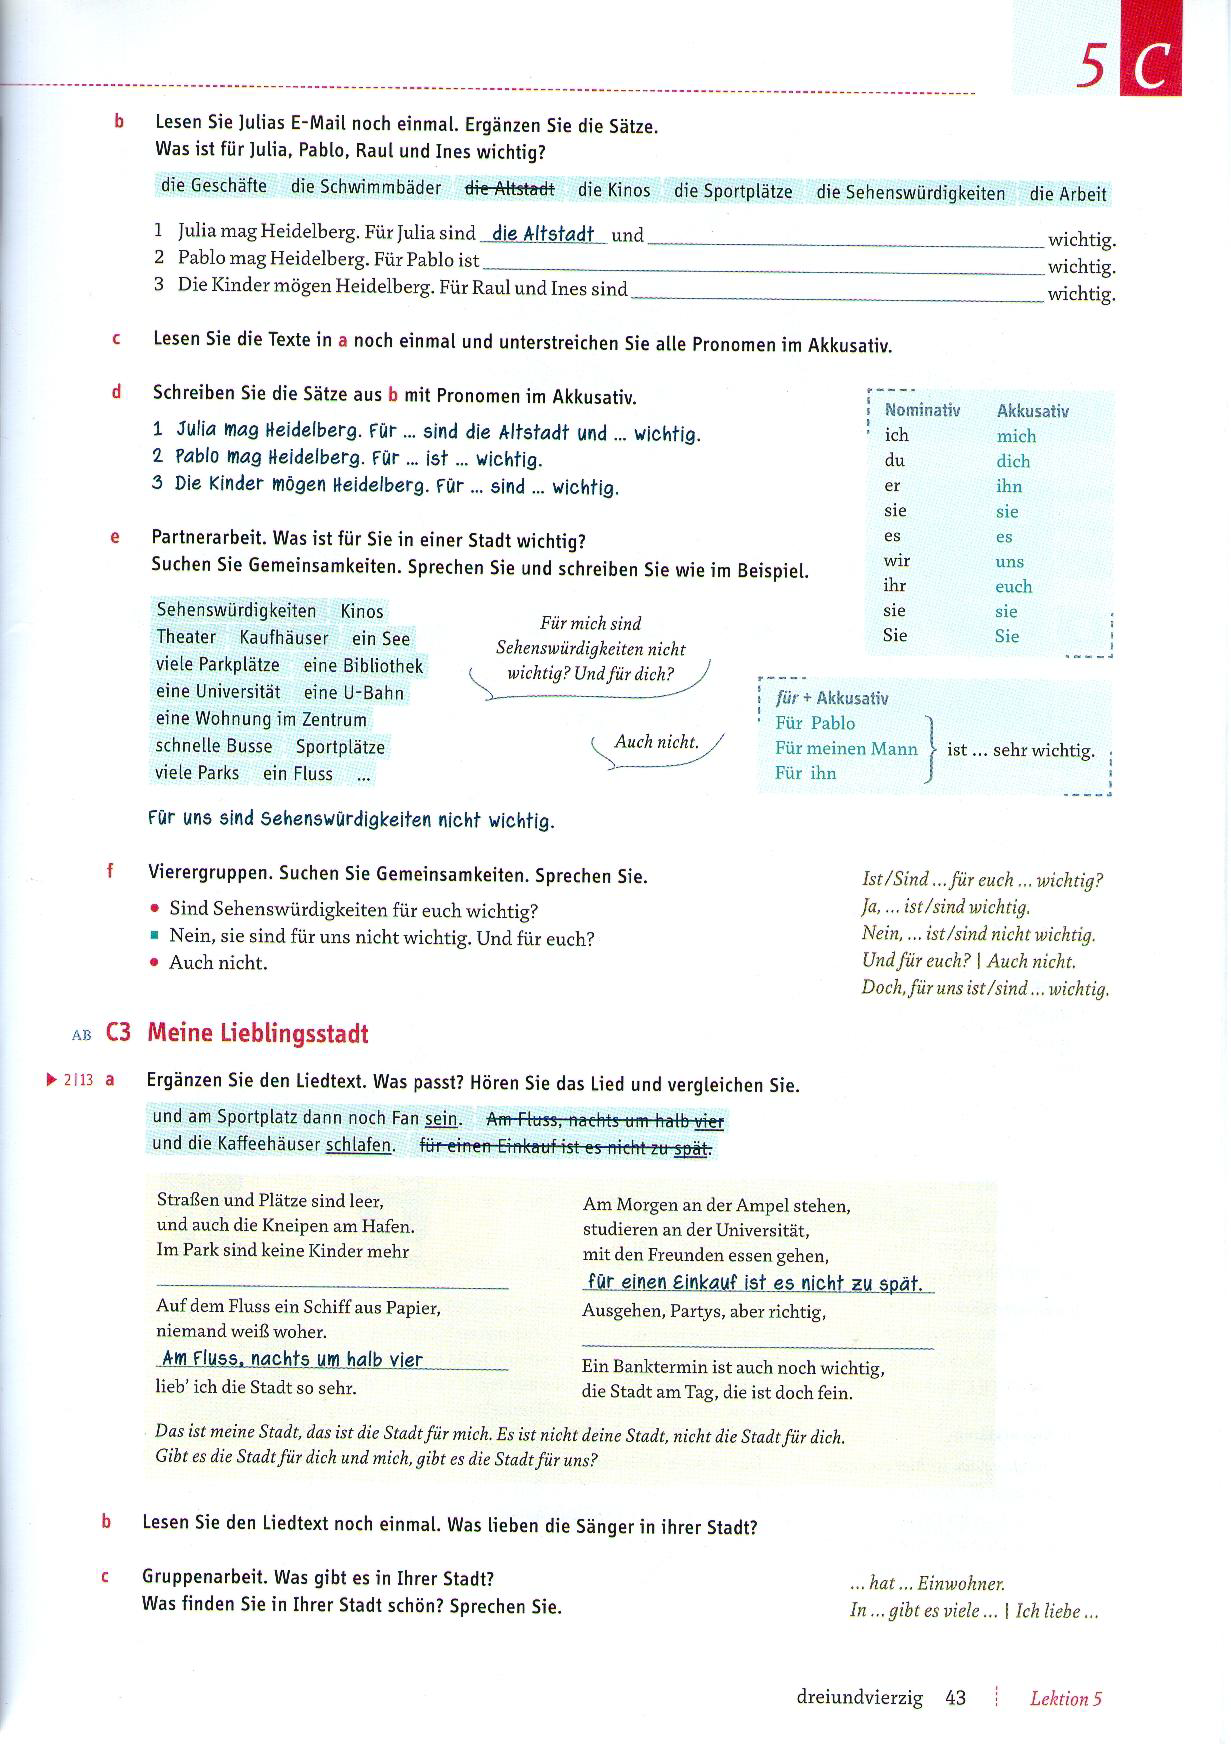 5 C
b Lesen Sie Julias E-Mail noch einmal. Ergänzen Sie die Sätze.
Was ist für Julia, Pablo, Raul und Ines wichtig?
die Geschäfte die Schwimmbäder die Altstadt die Kinos die Sportplätze die Sehenswürdigkeiten die Arbeit
1 Julia mag Heidelberg. Für Julia sind die Altstadt und wichtig.
2 Pablo mag Heidelberg. Für Pablo ist wichtig.
3 Die Kinder mögen Heidelberg. Für Raul und Ines sind wichtig.
c Lesen Sie die Texte in a noch einmal und unterstreichen Sie alle Pronomen im Akkusativ.
d Schreiben Sie die Sätze aus b mit Pronomen im Akkusativ.
1 Julia mag Heidelberg. Für ... sind die Altstadt und ... wichtig.
2 Pablo mag Heidelberg. Für ... ist ... wichtig.
3 Die Kinder mögen Heidelberg. Für ... sind ... wichtig.
Nominativ Akkusativ
ich mich
du dich
er ihn
sie sie
es es
wir uns
ihr euch
sie sie
Sie Sie
e Partnerarbeit. Was ist für Sie in einer Stadt wichtig?
Suchen Sie Gemeinsamkeiten. Sprechen Sie und schreiben Sie wie im Beispiel.
Sehenswürdigkeiten Kinos
Theater Kaufhäuser ein See
viele Parkplätze eine Bibliothek
eine Universität eine U-Bahn
eine Wohnung im Zentrum
schnelle Busse Sportplätze
viele Parks ein Fluss ...
Für mich sind
Sehenswürdigkeiten nicht
wichtig? Und für dich?
Auch nicht.
für + Akkusativ
Für Pablo
Für meinen Mann ist ... sehr wichtig.
Für ihn
Für uns sind Sehenswürdigkeiten nicht wichtig.
f Vierergruppen. Suchen Sie Gemeinsamkeiten. Sprechen Sie.
• Sind Sehenswürdigkeiten für euch wichtig?
▪ Nein, sie sind für uns nicht wichtig. Und für euch?
• Auch nicht.
Ist/Sind ... für euch ... wichtig?
Ja, ... ist/sind wichtig.
Nein, ... ist/sind nicht wichtig.
Und für euch? | Auch nicht.
Doch, für uns ist/sind ... wichtig.
AB C3 Meine Lieblingsstadt
▶ 2|13 a Ergänzen Sie den Liedtext. Was passt? Hören Sie das Lied und vergleichen Sie.
und am Sportplatz dann noch Fan sein. Am Fluss, nachts um halb vier
und die Kaffeehäuser schlafen. für einen Einkauf ist es nicht zu spät.
Straßen und Plätze sind leer,
und auch die Kneipen am Hafen.
Im Park sind keine Kinder mehr
Auf dem Fluss ein Schiff aus Papier,
niemand weiß woher.
Am Fluss, nachts um halb vier
lieb' ich die Stadt so sehr.
Am Morgen an der Ampel stehen,
studieren an der Universität,
mit den Freunden essen gehen,
für einen Einkauf ist es nicht zu spät.
Ausgehen, Partys, aber richtig,
Ein Banktermin ist auch noch wichtig,
die Stadt am Tag, die ist doch fein.
Das ist meine Stadt, das ist die Stadt für mich. Es ist nicht deine Stadt, nicht die Stadt für dich.
Gibt es die Stadt für dich und mich, gibt es die Stadt für uns?
b Lesen Sie den Liedtext noch einmal. Was lieben die Sänger in ihrer Stadt?
c Gruppenarbeit. Was gibt es in Ihrer Stadt?
Was finden Sie in Ihrer Stadt schön? Sprechen Sie.
... hat ... Einwohner.
In ... gibt es viele ... | Ich liebe ...
dreiundvierzig 43 Lektion 5